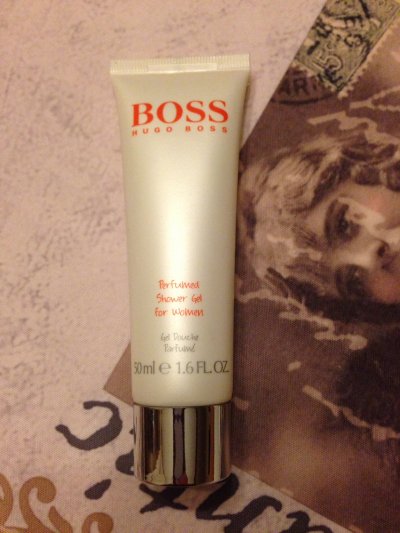 BOSS
HUGO BOSS
Perfumed
Shower Gel
for Women
Gel Douche
Parfumé
50ml e 1.6 FL.OZ.